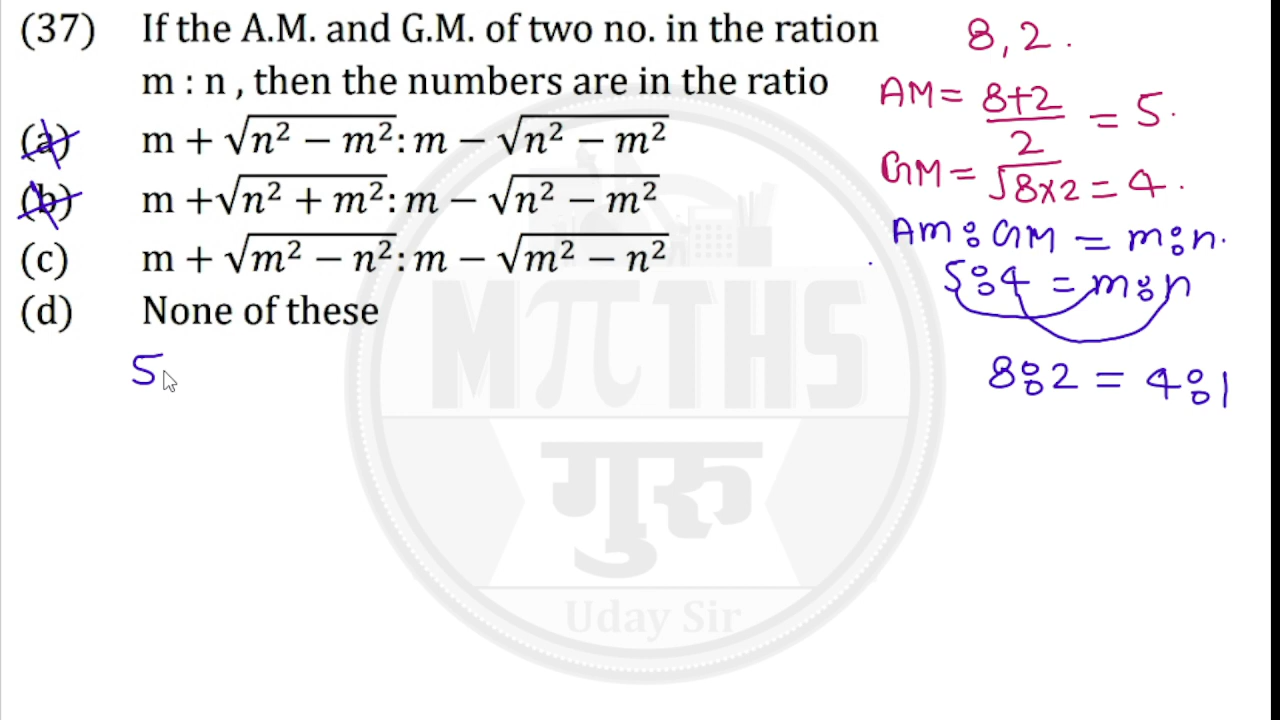 (37) If the A.M. and G.M. of two no. in the ration
m : n , then the numbers are in the ratio
(a) m + √n² − m²: m − √n² − m²
(b) m +√n² + m²: m − √n² − m²
(c) m + √m² − n²: m − √m² − n²
(d) None of these
5
8, 2.
AM = 8+2/2 = 5.
GM = √8×2 = 4.
AM : GM = m:n.
5:4 = m:n
8:2 = 4:1
MπTHS
गुरु
Uday Sir